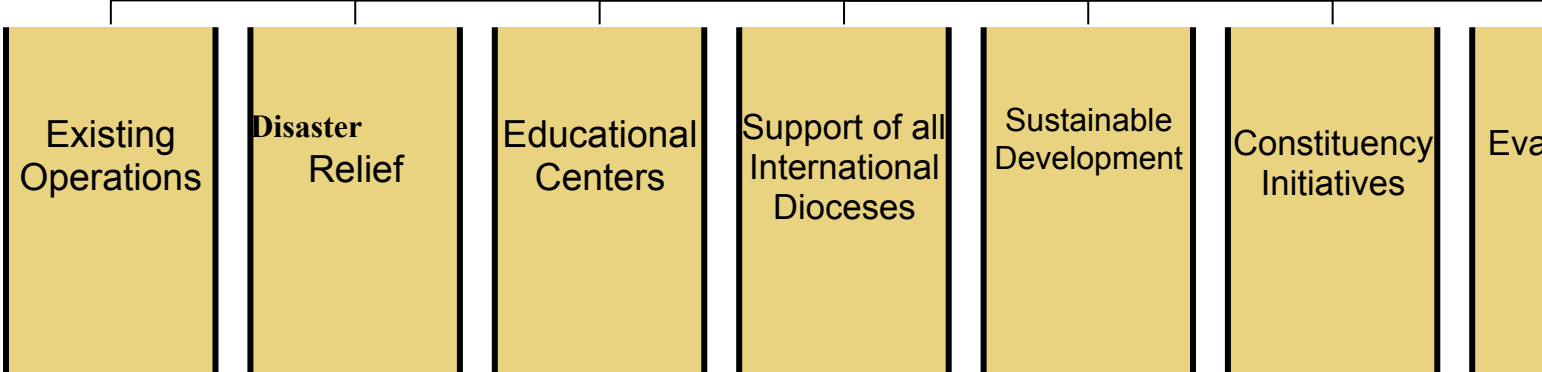 Existing
Operations
Disaster
Relief
Educational
Centers
Support of all
International
Dioceses
Sustainable
Development
Constituency
Initiatives